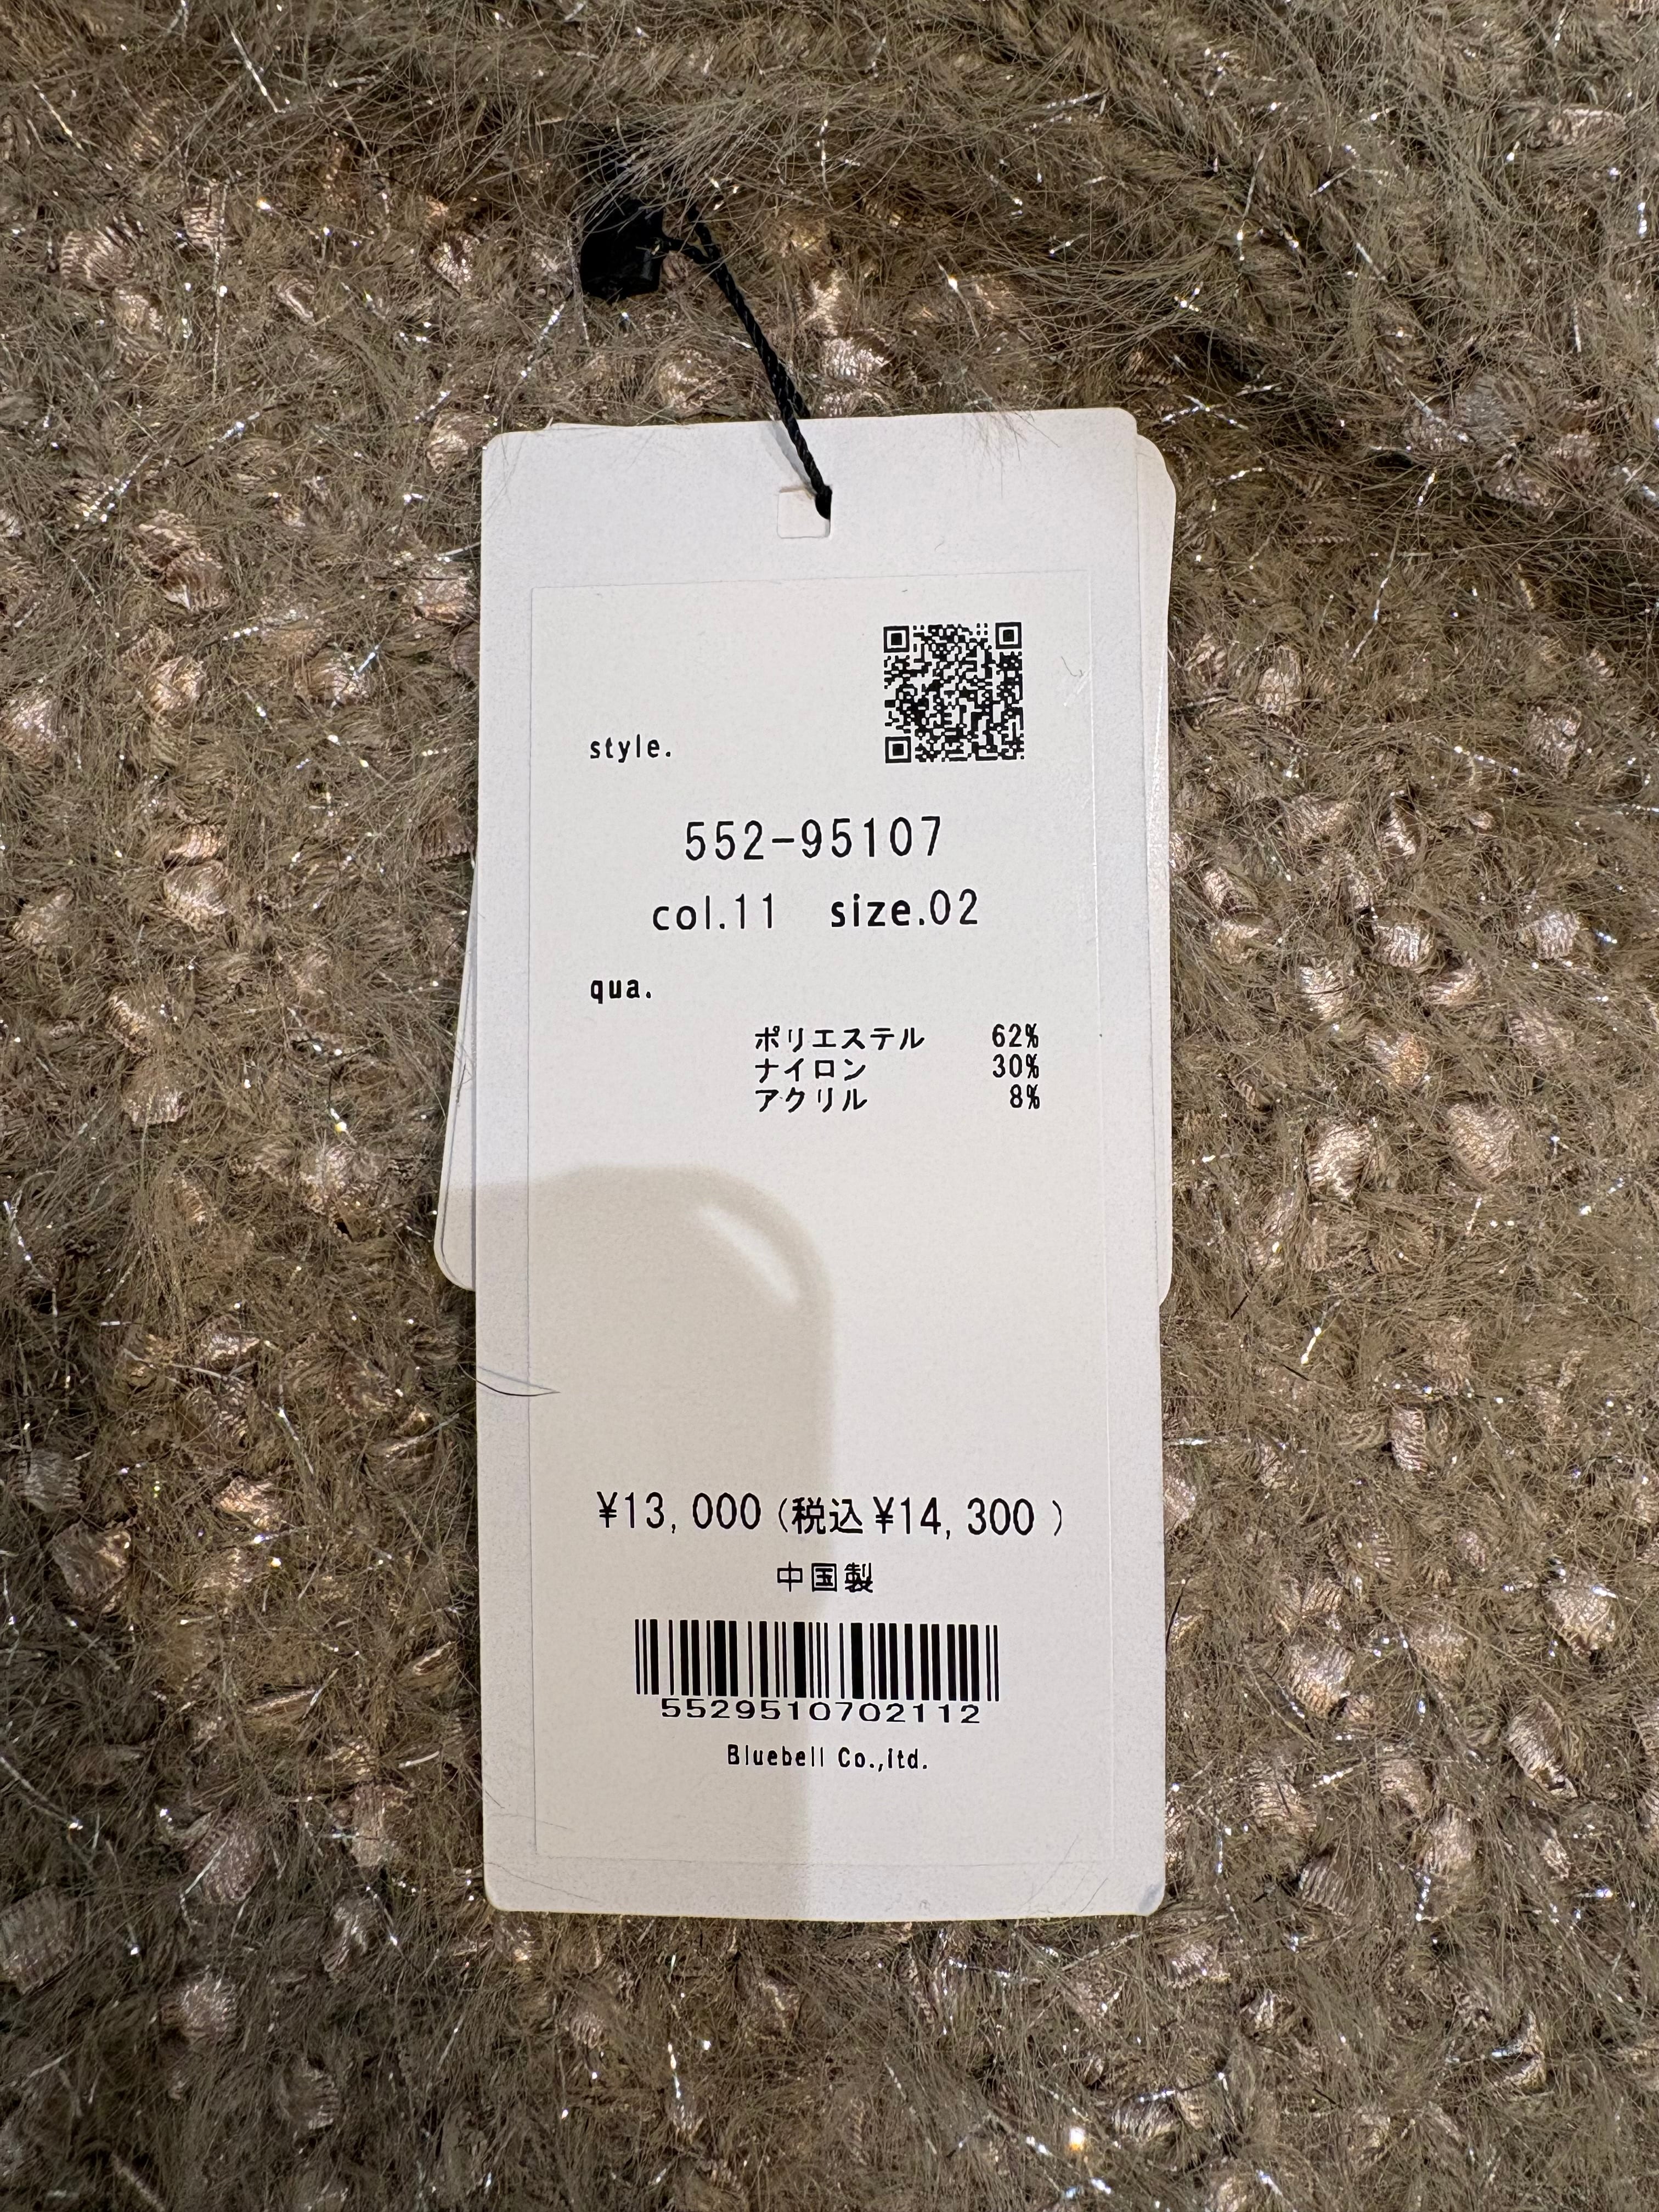 style.
552-95107
col.11 size.02
qua.
ポリエステル 62%
ナイロン 30%
アクリル 8%
¥13,000(税込¥14,300 )
中国製
5529510702112
Bluebell Co.,itd.